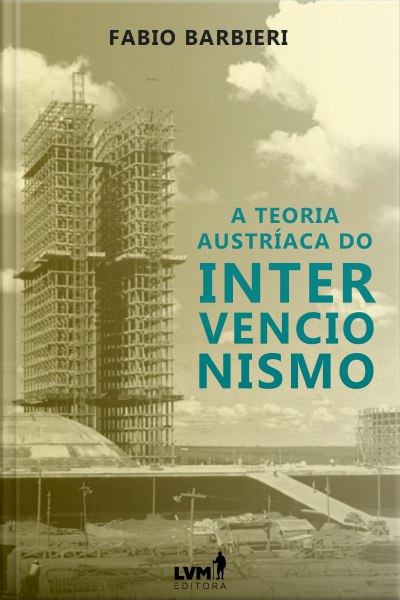 FABIO BARBIERI
A TEORIA
AUSTRÍACA DO
INTER
VENCIO
NISMO
LVM
EDITORA